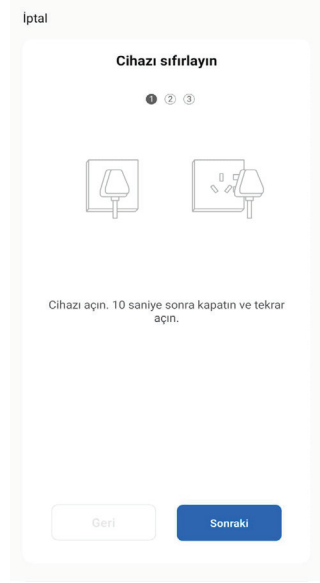 İptal
Cihazı sıfırlayın
1 2 3
Cihazı açın. 10 saniye sonra kapatın ve tekrar
açın.
Geri Sonraki